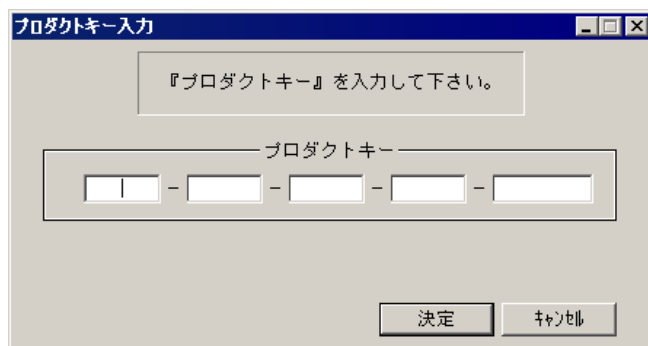 プロダクトキー入力
『プロダクトキー』を入力して下さい。
プロダクトキー
- - - -
決定 ｷｬﾝｾﾙ